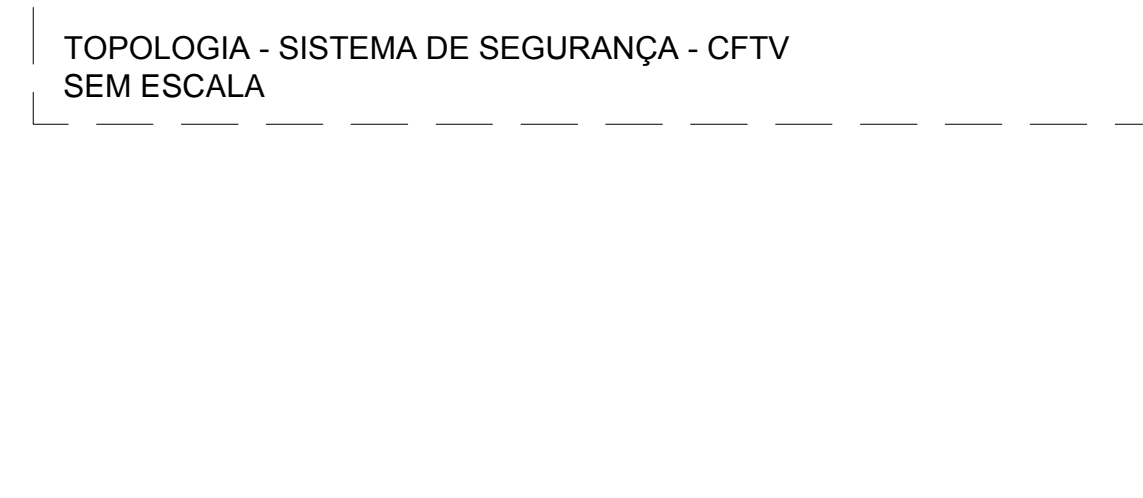 TOPOLOGIA - SISTEMA DE SEGURANÇA - CFTV
SEM ESCALA